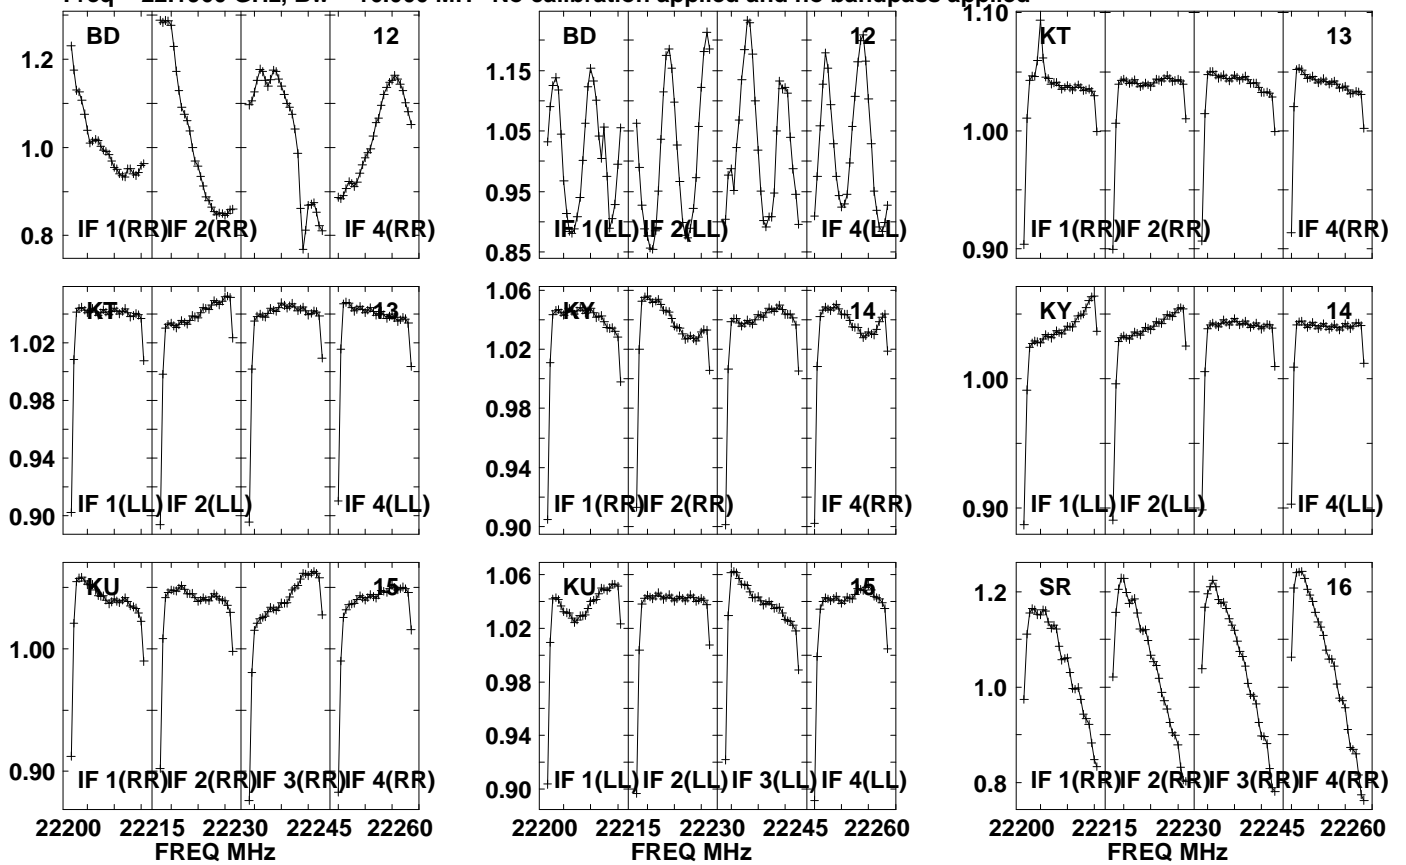 No calibration applied and no bandpass applied
BD 12
1.2
1.0
0.8
IF 1(RR) IF 2(RR) IF 4(RR)
BD 12
1.15
1.05
0.95
0.85
IF 1(LL) IF 2(LL) IF 4(LL)
KT 13
1.10
1.00
0.90
IF 1(RR) IF 2(RR) IF 4(RR)
KT 13
1.02
0.98
0.94
0.90
IF 1(LL) IF 2(LL) IF 4(LL)
KY 14
1.06
1.02
0.98
0.94
0.90
IF 1(RR) IF 2(RR) IF 4(RR)
KY 14
1.00
0.90
IF 1(LL) IF 2(LL) IF 4(LL)
KU 15
1.00
0.90
IF 1(RR) IF 2(RR) IF 3(RR) IF 4(RR)
22200 22215 22230 22245 22260
FREQ MHz
KU 15
1.06
1.02
0.98
0.94
0.90
IF 1(LL) IF 2(LL) IF 3(LL) IF 4(LL)
22200 22215 22230 22245 22260
FREQ MHz
SR 16
1.2
1.0
0.8
IF 1(RR) IF 2(RR) IF 3(RR) IF 4(RR)
22200 22215 22230 22245 22260
FREQ MHz